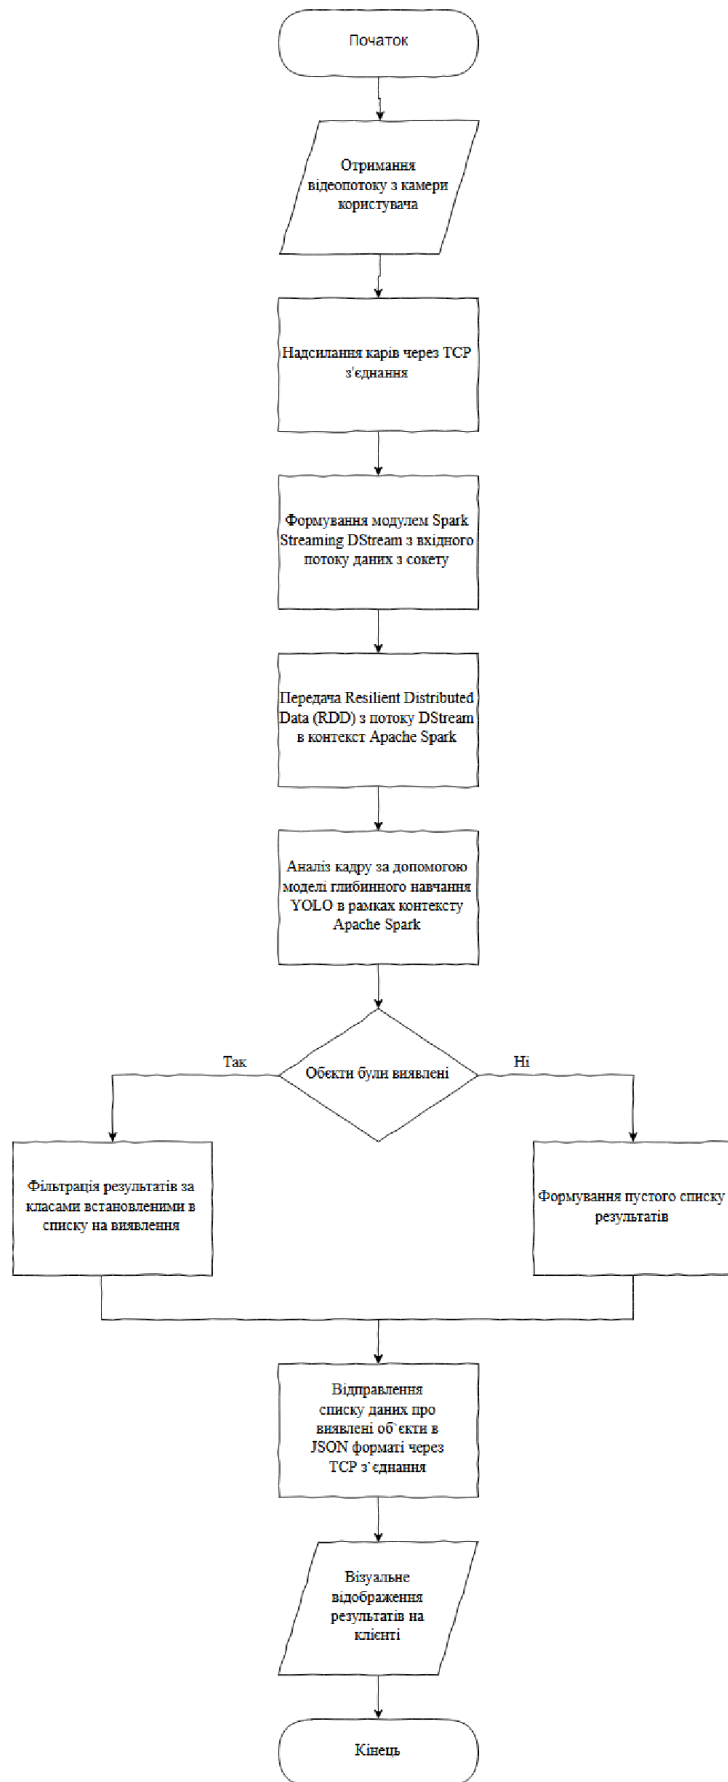 Початок
Отримання
відеопотоку з камери
користувача
Надсилання карів через TCP
з'єднання
Формування модулем Spark
Streaming DStream з вхідного
потоку даних з сокету
Передача Resilient Distributed
Data (RDD) з потоку DStream
в контекст Apache Spark
Аналіз кадру за допомогою
моделі глибинного навчання
YOLO в рамках контексту
Apache Spark
Обєкти були виявлені
Так
Ні
Фільтрація результатів за
класами встановленими в
списку на виявлення
Формування пустого списку
результатів
Відправлення
списку даних про
виявлені об`єкти в
JSON форматі через
TCP з`єднання
Візуальне
відображення
результатів на
клієнті
Кінець